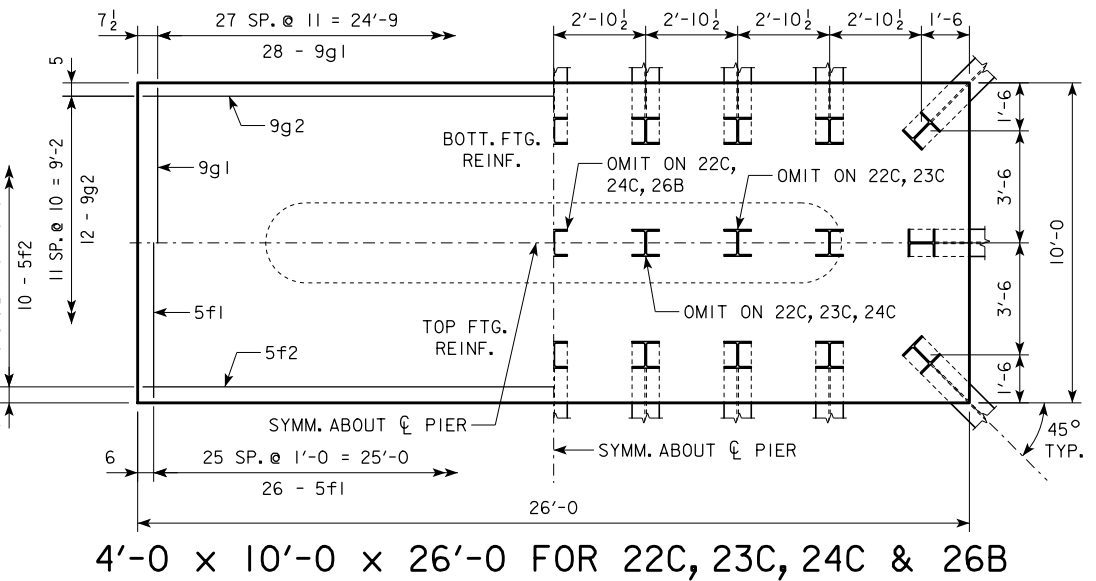 7½
27 SP. @ 11 = 24'-9
28 - 9g1
2'-10½
2'-10½
2'-10½
2'-10½
1'-6
5
9g2
BOTT. FTG.
REINF.
9g1
OMIT ON 22C,
24C, 26B
OMIT ON 22C, 23C
11 SP. @ 10 = 9'-2
12 - 9g2
10 - 5f2
1'-6
3'-6
10'-0
3'-6
1'-6
5f1
OMIT ON 22C, 23C, 24C
TOP FTG.
REINF.
5f2
SYMM. ABOUT ℄ PIER
SYMM. ABOUT ℄ PIER
45°
TYP.
6
25 SP. @ 1'-0 = 25'-0
26 - 5f1
26'-0
4'-0 x 10'-0 x 26'-0 FOR 22C, 23C, 24C & 26B